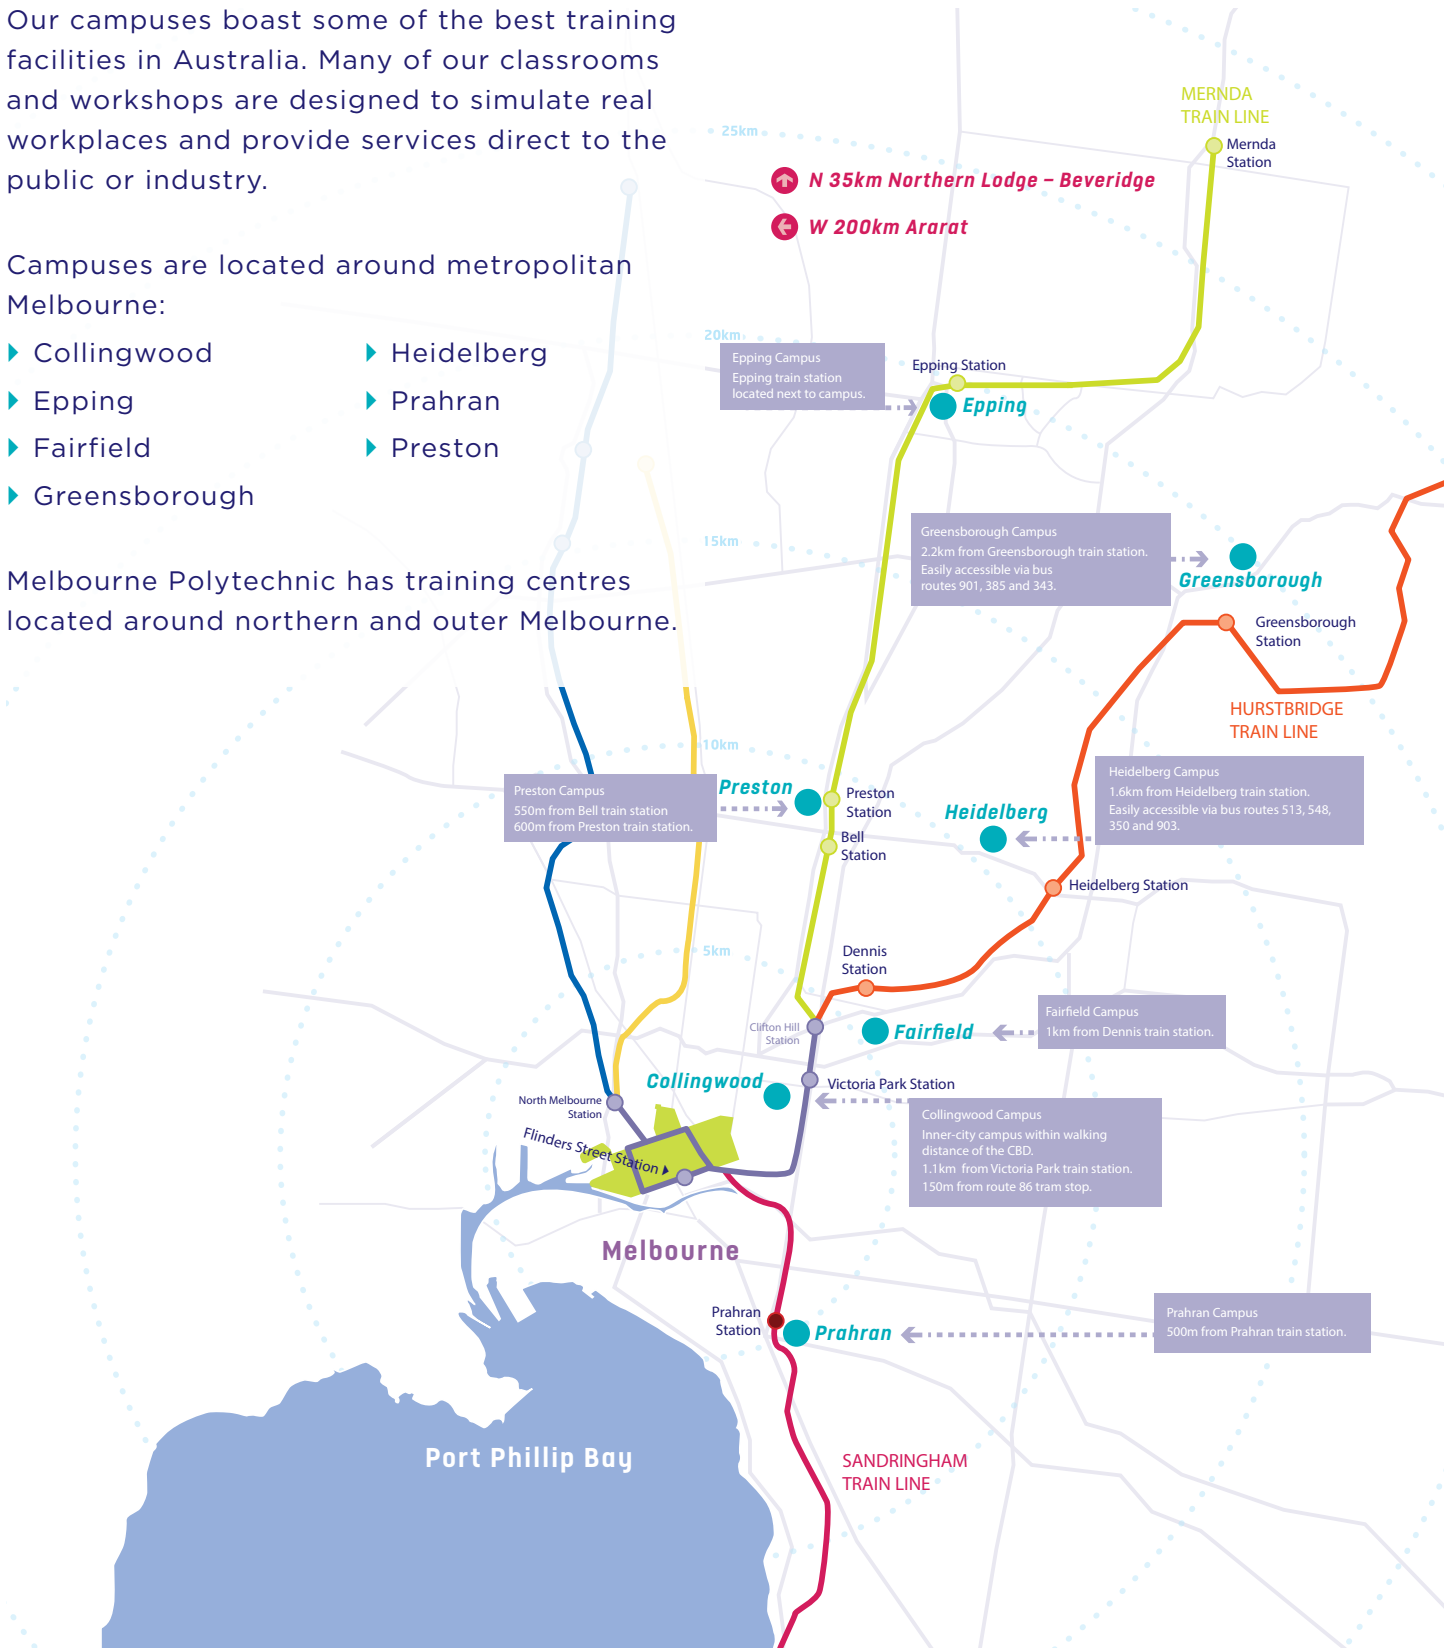 Our campuses boast some of the best training
facilities in Australia. Many of our classrooms
and workshops are designed to simulate real
workplaces and provide services direct to the
public or industry.
Campuses are located around metropolitan
Melbourne:
Collingwood
Epping
Fairfield
Greensborough
Heidelberg
Prahran
Preston
Melbourne Polytechnic has training centres
located around northern and outer Melbourne.
25km
MERNDA
TRAIN LINE
Mernda
Station
N 35km Northern Lodge – Beveridge
W 200km Ararat
20km
Epping Campus
Epping train station
located next to campus.
Epping Station
Epping
15km
Greensborough Campus
2.2km from Greensborough train station.
Easily accessible via bus
routes 901, 385 and 343.
Greensborough
Greensborough
Station
HURSTBRIDGE
TRAIN LINE
10km
Preston Campus
550m from Bell train station
600m from Preston train station.
Preston
Preston
Station
Bell
Station
Heidelberg
Heidelberg Campus
1.6km from Heidelberg train station.
Easily accessible via bus routes 513, 548,
350 and 903.
Heidelberg Station
5km
Dennis
Station
Clifton Hill
Station
Fairfield
Fairfield Campus
1km from Dennis train station.
Collingwood
Victoria Park Station
North Melbourne
Station
Flinders Street Station
Collingwood Campus
Inner-city campus within walking
distance of the CBD.
1.1km from Victoria Park train station.
150m from route 86 tram stop.
Melbourne
Prahran
Station
Prahran
Prahran Campus
500m from Prahran train station.
Port Phillip Bay
SANDRINGHAM
TRAIN LINE